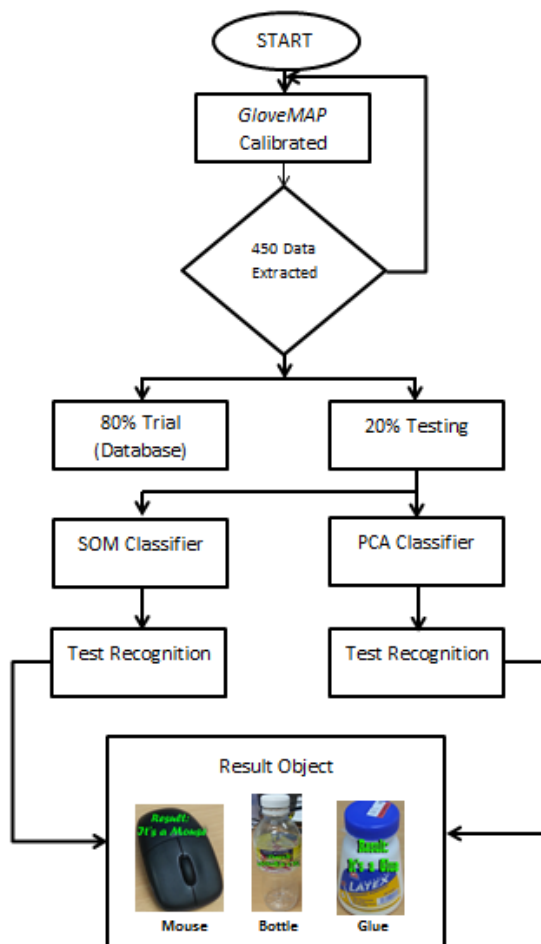 START
GloveMAP
Calibrated
450 Data
Extracted
80% Trial
(Database)
20% Testing
SOM Classifier
PCA Classifier
Test Recognition
Test Recognition
Result Object
Result:
It's a Mouse
Result:
It's a Glue
LATEX
Mouse
Bottle
Glue